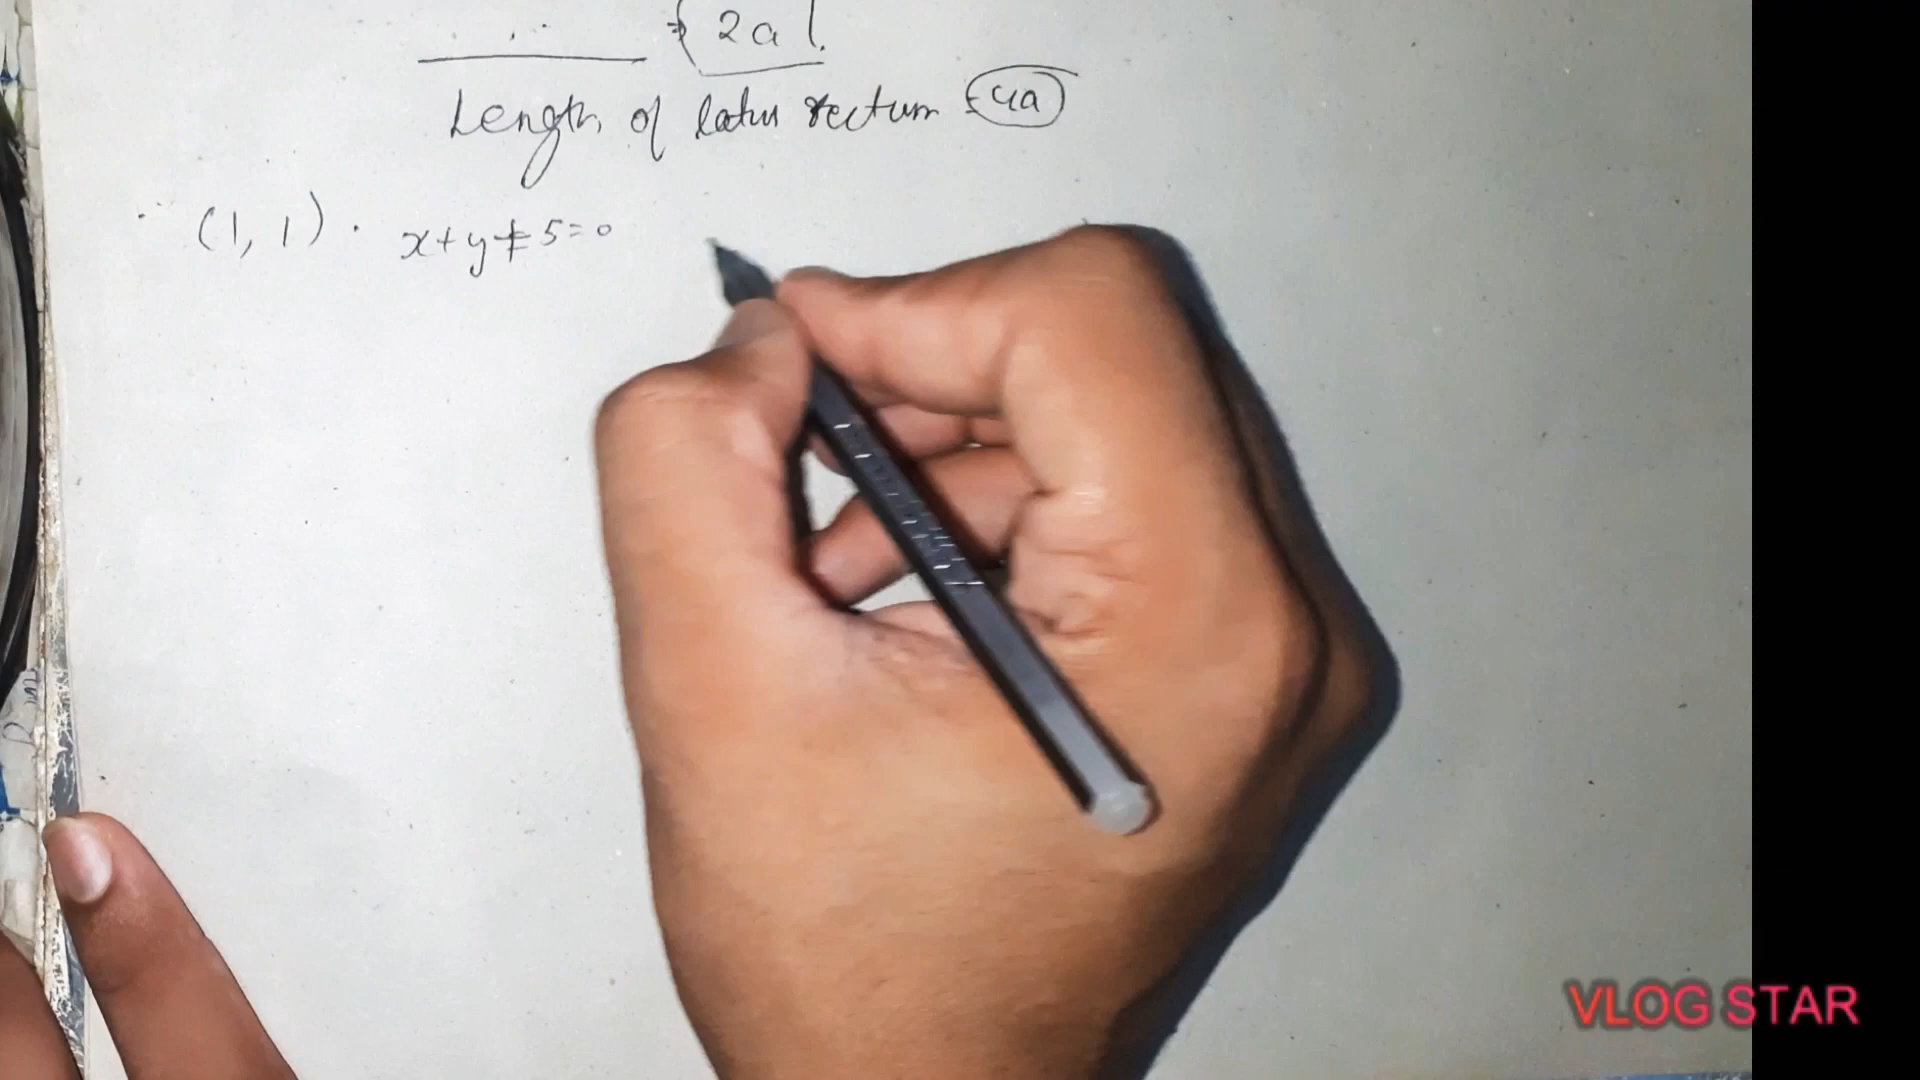 2a
Length of latus rectum = 4a
(1, 1) . x+y+5=0
VLOG STAR